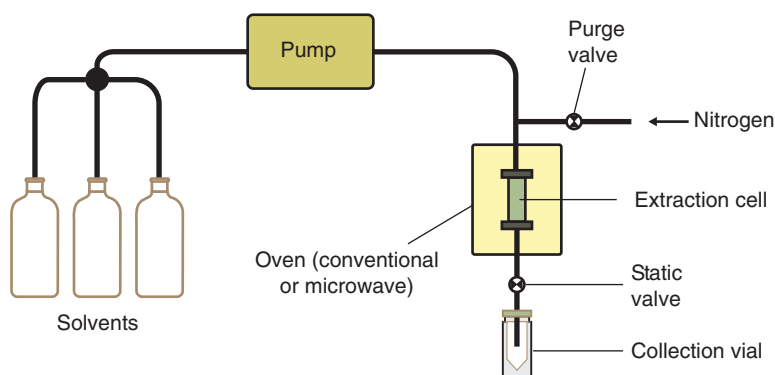 Pump
Purge
valve
Nitrogen
Extraction cell
Oven (conventional
or microwave)
Static
valve
Solvents
Collection vial